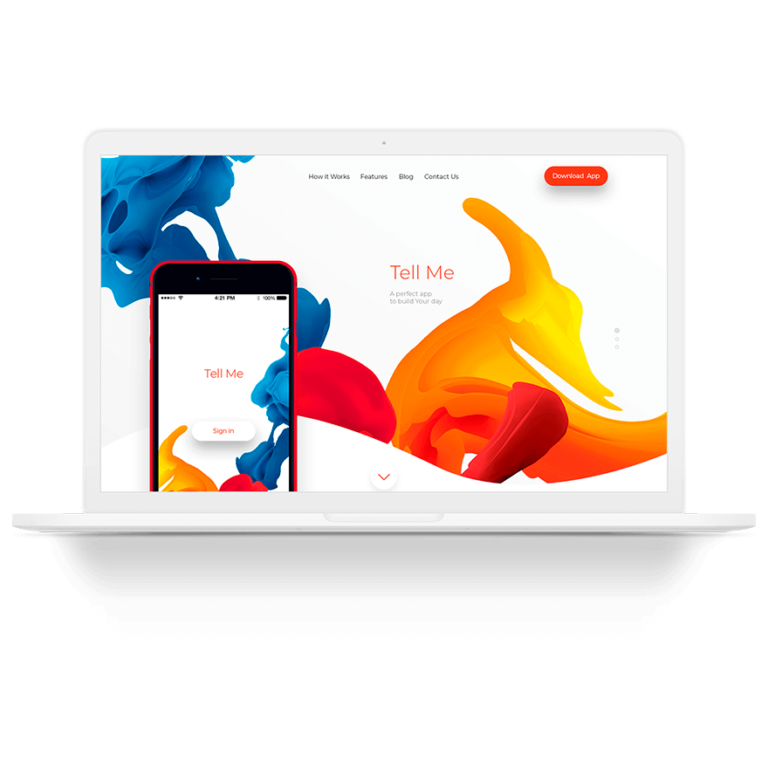 How it Works Features Blog Contact Us
Download App
Tell Me
A perfect app
to build Your day
4:21 PM 100%
Tell Me
Sign in